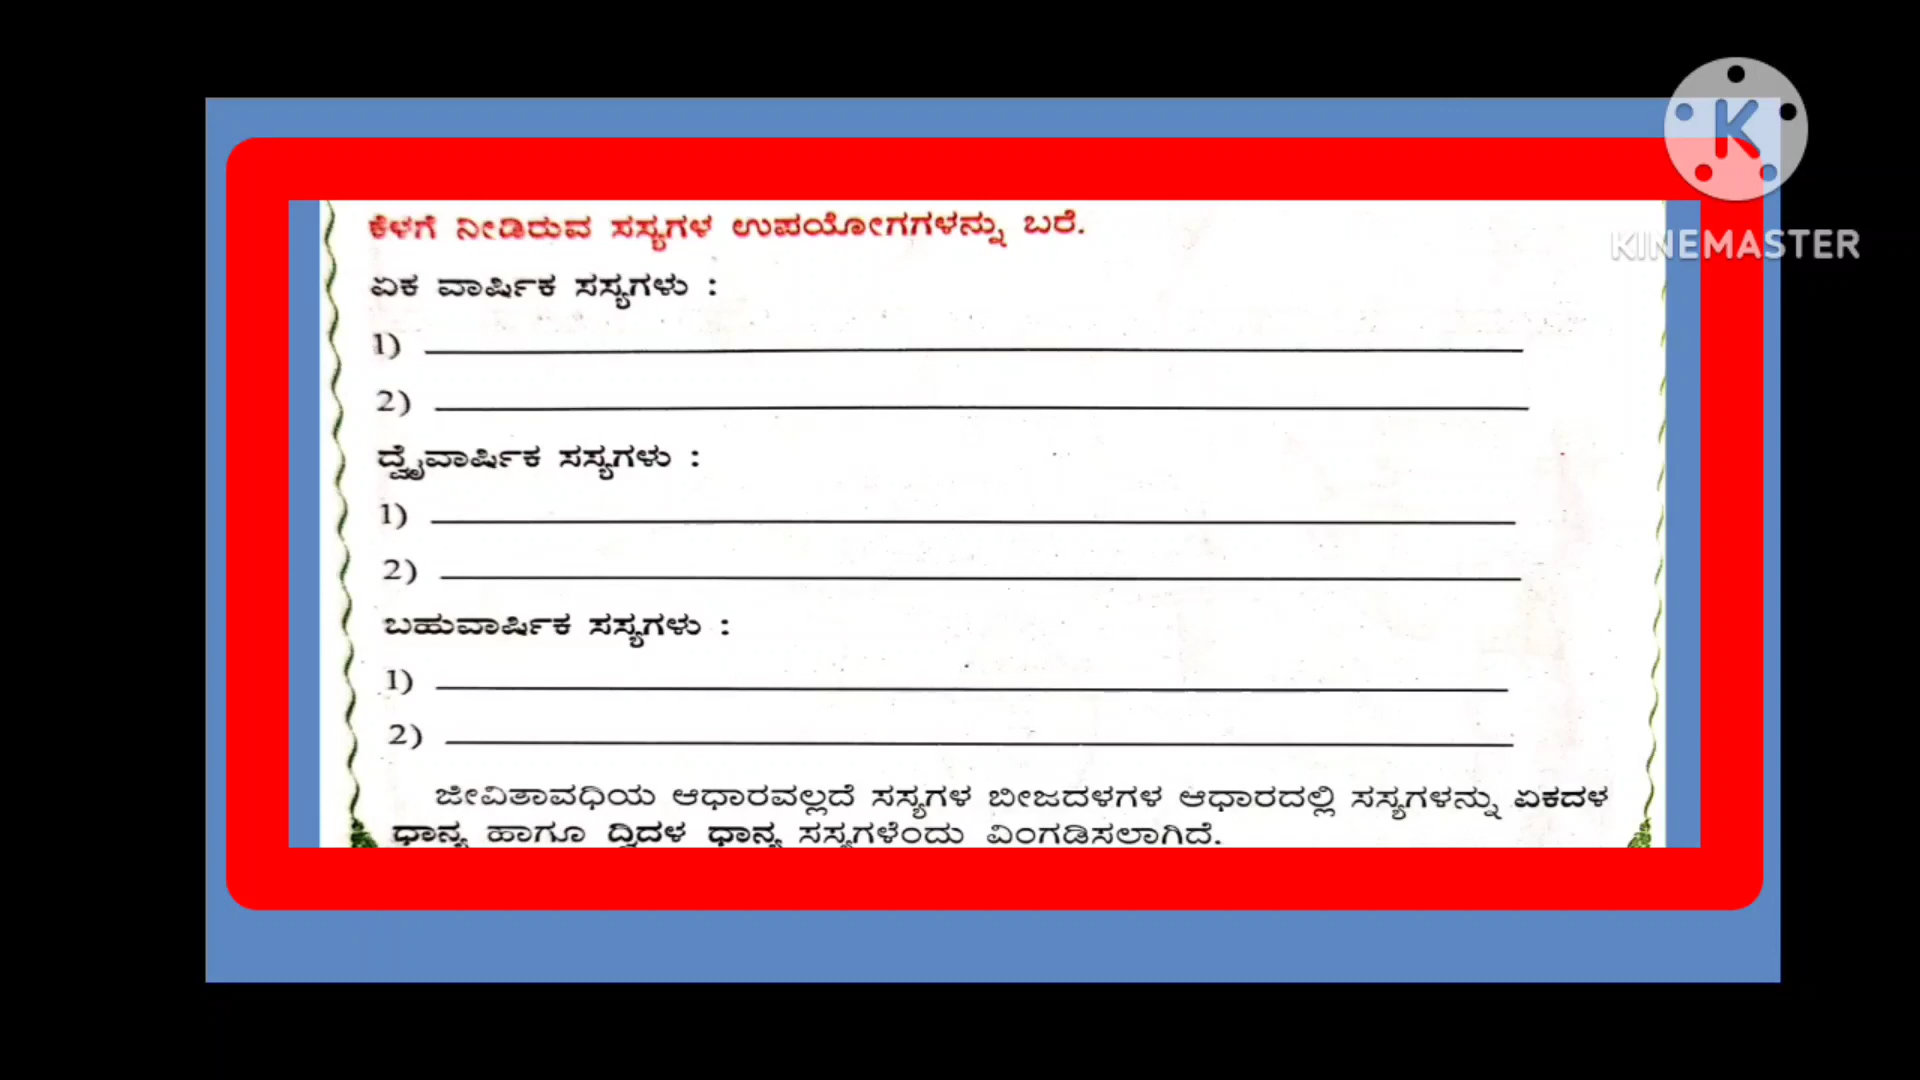 K
KINEMASTER
ಕೆಳಗೆ ನೀಡಿರುವ ಸಸ್ಯಗಳ ಉಪಯೋಗಗಳನ್ನು ಬರೆ.
ಏಕ ವಾರ್ಷಿಕ ಸಸ್ಯಗಳು :
1)
2)
ದ್ವೈವಾರ್ಷಿಕ ಸಸ್ಯಗಳು :
1)
2)
ಬಹುವಾರ್ಷಿಕ ಸಸ್ಯಗಳು :
1)
2)
ಜೀವಿತಾವಧಿಯ ಆಧಾರವಲ್ಲದೆ ಸಸ್ಯಗಳ ಬೀಜದಳಗಳ ಆಧಾರದಲ್ಲಿ ಸಸ್ಯಗಳನ್ನು ಏಕದಳ
ಧಾನ್ಯ ಹಾಗೂ ದ್ವಿದಳ ಧಾನ್ಯ ಸಸ್ಯಗಳೆಂದು ವಿಂಗಡಿಸಲಾಗಿದೆ.